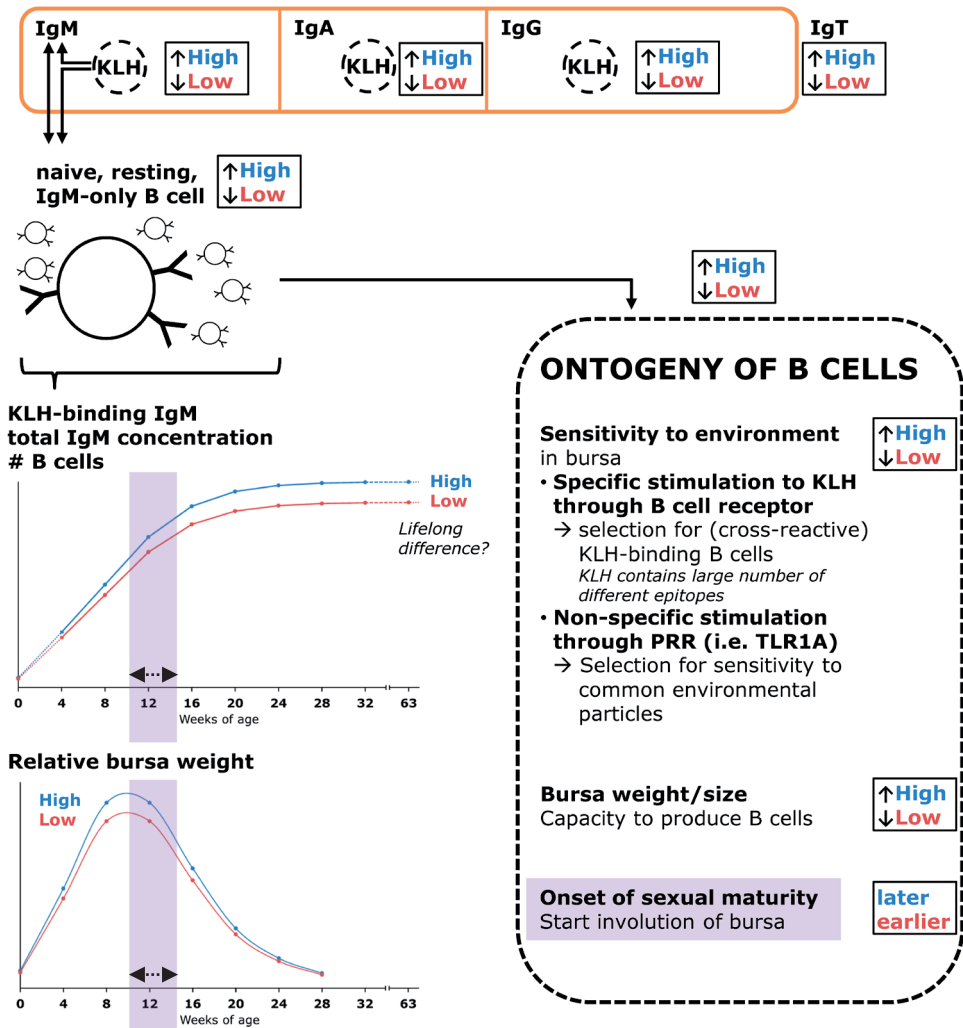 IgM
KLH
↑High
↓Low
IgA
KLH
↑High
↓Low
IgG
KLH
↑High
↓Low
IgT
↑High
↓Low
naive, resting,
IgM-only B cell
↑High
↓Low
↑High
↓Low
KLH-binding IgM
total IgM concentration
# B cells
High
Low
Lifelong
difference?
0 4 8 12 16 20 24 28 32 63
Weeks of age
Relative bursa weight
High
Low
0 4 8 12 16 20 24 28 32 63
Weeks of age
ONTOGENY OF B CELLS
Sensitivity to environment
in bursa
↑High
↓Low
• Specific stimulation to KLH
through B cell receptor
→ selection for (cross-reactive)
KLH-binding B cells
KLH contains large number of
different epitopes
• Non-specific stimulation
through PRR (i.e. TLR1A)
→ Selection for sensitivity to
common environmental
particles
Bursa weight/size
Capacity to produce B cells
↑High
↓Low
Onset of sexual maturity
Start involution of bursa
later
earlier